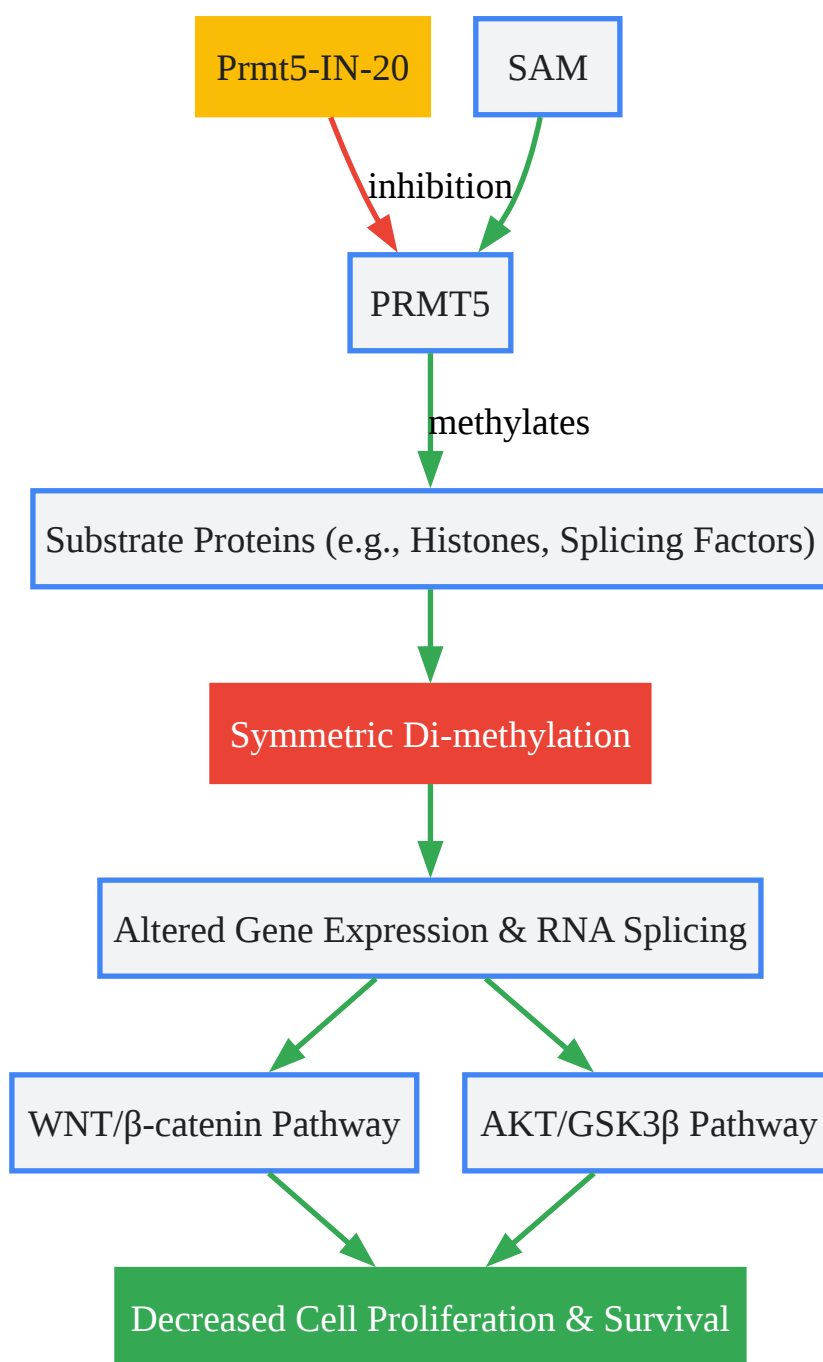 Prmt5-IN-20
SAM
inhibition
PRMT5
methylates
Substrate Proteins (e.g., Histones, Splicing Factors)
Symmetric Di-methylation
Altered Gene Expression & RNA Splicing
WNT/β-catenin Pathway
AKT/GSK3β Pathway
Decreased Cell Proliferation & Survival